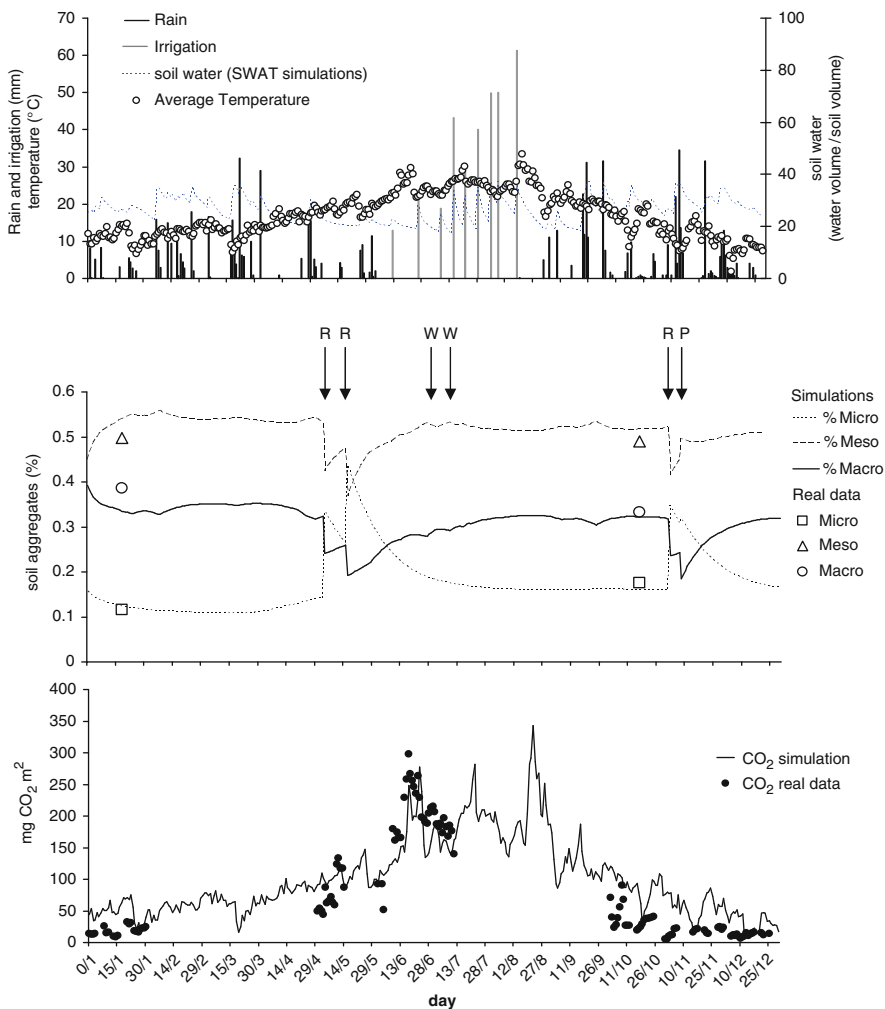 70
60
50
40
30
20
10
0
Rain and irrigation (mm)
temperature (°C)
Rain
Irrigation
soil water (SWAT simulations)
Average Temperature
100
80
60
40
20
0
soil water
(water volume/soil volume)
R R W W R P
0.6
0.5
0.4
0.3
0.2
0.1
0
soil aggregates (%)
Simulations
% Micro
% Meso
% Macro
Real data
Micro
Meso
Macro
400
350
300
250
200
150
100
50
0
mg CO₂ m²
CO₂ simulation
CO₂ real data
0/1 15/1 30/1 14/2 29/2 15/3 30/3 14/4 29/4 14/5 29/5 13/6 28/6 13/7 28/7 12/8 27/8 11/9 26/9 11/10 26/10 10/11 25/11 10/12 25/12
day